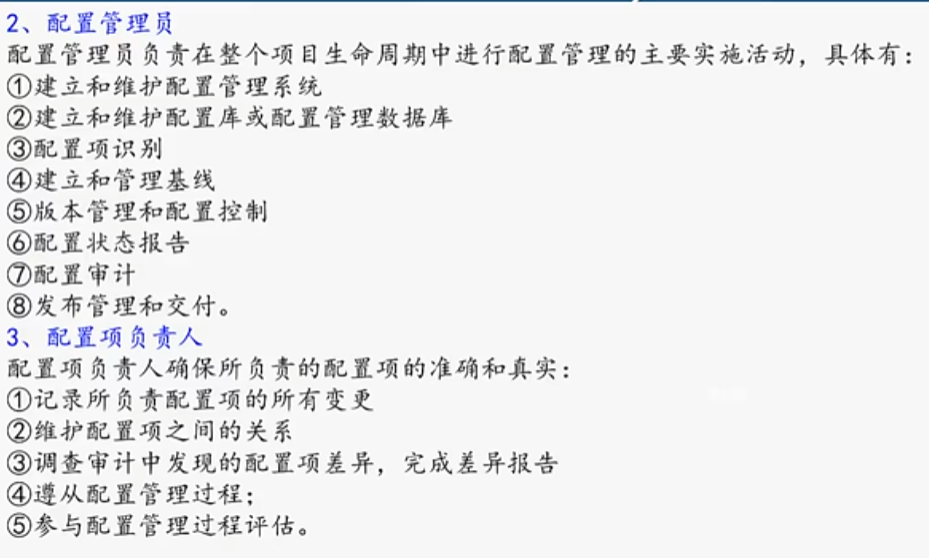 2、配置管理员
配置管理员负责在整个项目生命周期中进行配置管理的主要实施活动，具体有：
①建立和维护配置管理系统
②建立和维护配置库或配置管理数据库
③配置项识别
④建立和管理基线
⑤版本管理和配置控制
⑥配置状态报告
⑦配置审计
⑧发布管理和交付。
3、配置项负责人
配置项负责人确保所负责的配置项的准确和真实：
①记录所负责配置项的所有变更
②维护配置项之间的关系
③调查审计中发现的配置项差异，完成差异报告
④遵从配置管理过程；
⑤参与配置管理过程评估。